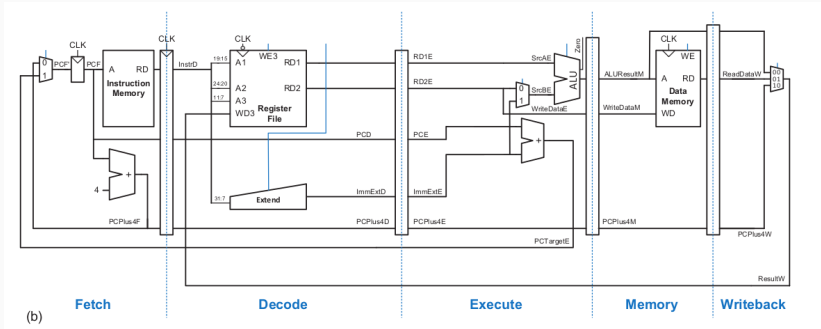 CLK
CLK
CLK
CLK
0
1
PCF'
PCF
A
RD
Instruction
Memory
InstrD
19:15
A1
WE3
RD1
24:20
A2
RD2
11:7
A3
Register
File
WD3
RD1E
RD2E
SrcAE
Zero
0
1
SrcBE
ALU
ALUResultM
WE
A
RD
Data
Memory
WD
ReadDataW
00
01
10
WriteDataE
WriteDataM
PCD
PCE
+
4
+
31:7
Extend
ImmExtD
ImmExtE
PCPlus4F
PCPlus4D
PCPlus4E
PCPlus4M
PCPlus4W
PCTargetE
ResultW
Fetch
Decode
Execute
Memory
Writeback
(b)